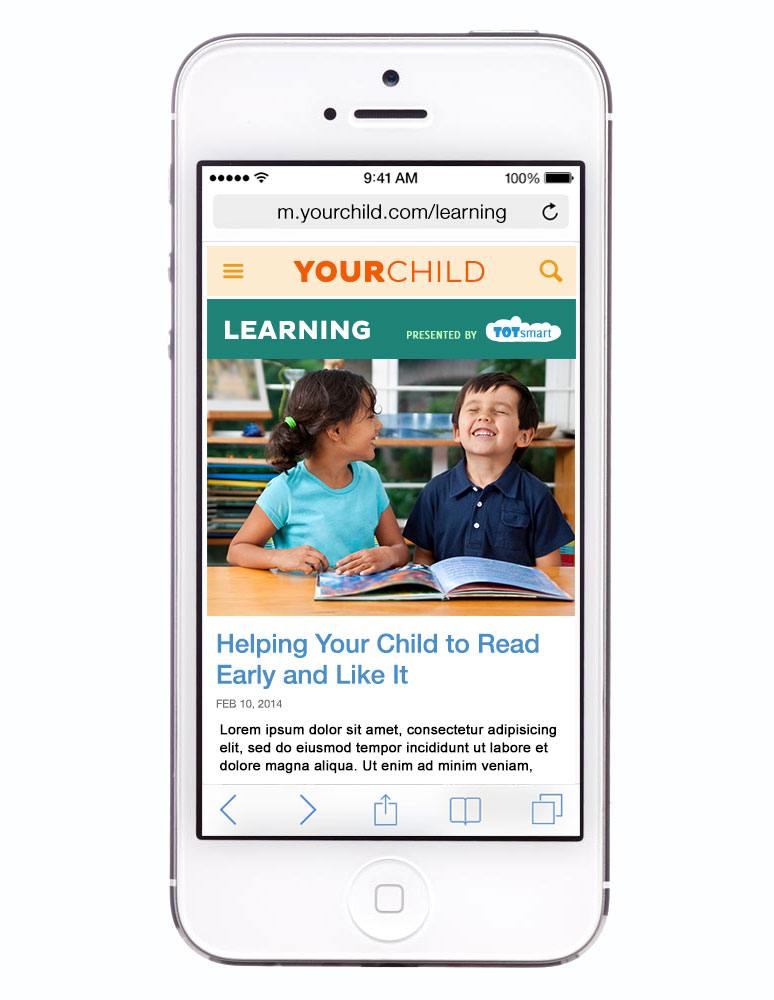 9:41 AM 100%
m.yourchild.com/learning
YOURCHILD
LEARNING PRESENTED BY TOTsmart
Helping Your Child to Read
Early and Like It
FEB 10, 2014
Lorem ipsum dolor sit amet, consectetur adipisicing
elit, sed do eiusmod tempor incididunt ut labore et
dolore magna aliqua. Ut enim ad minim veniam,